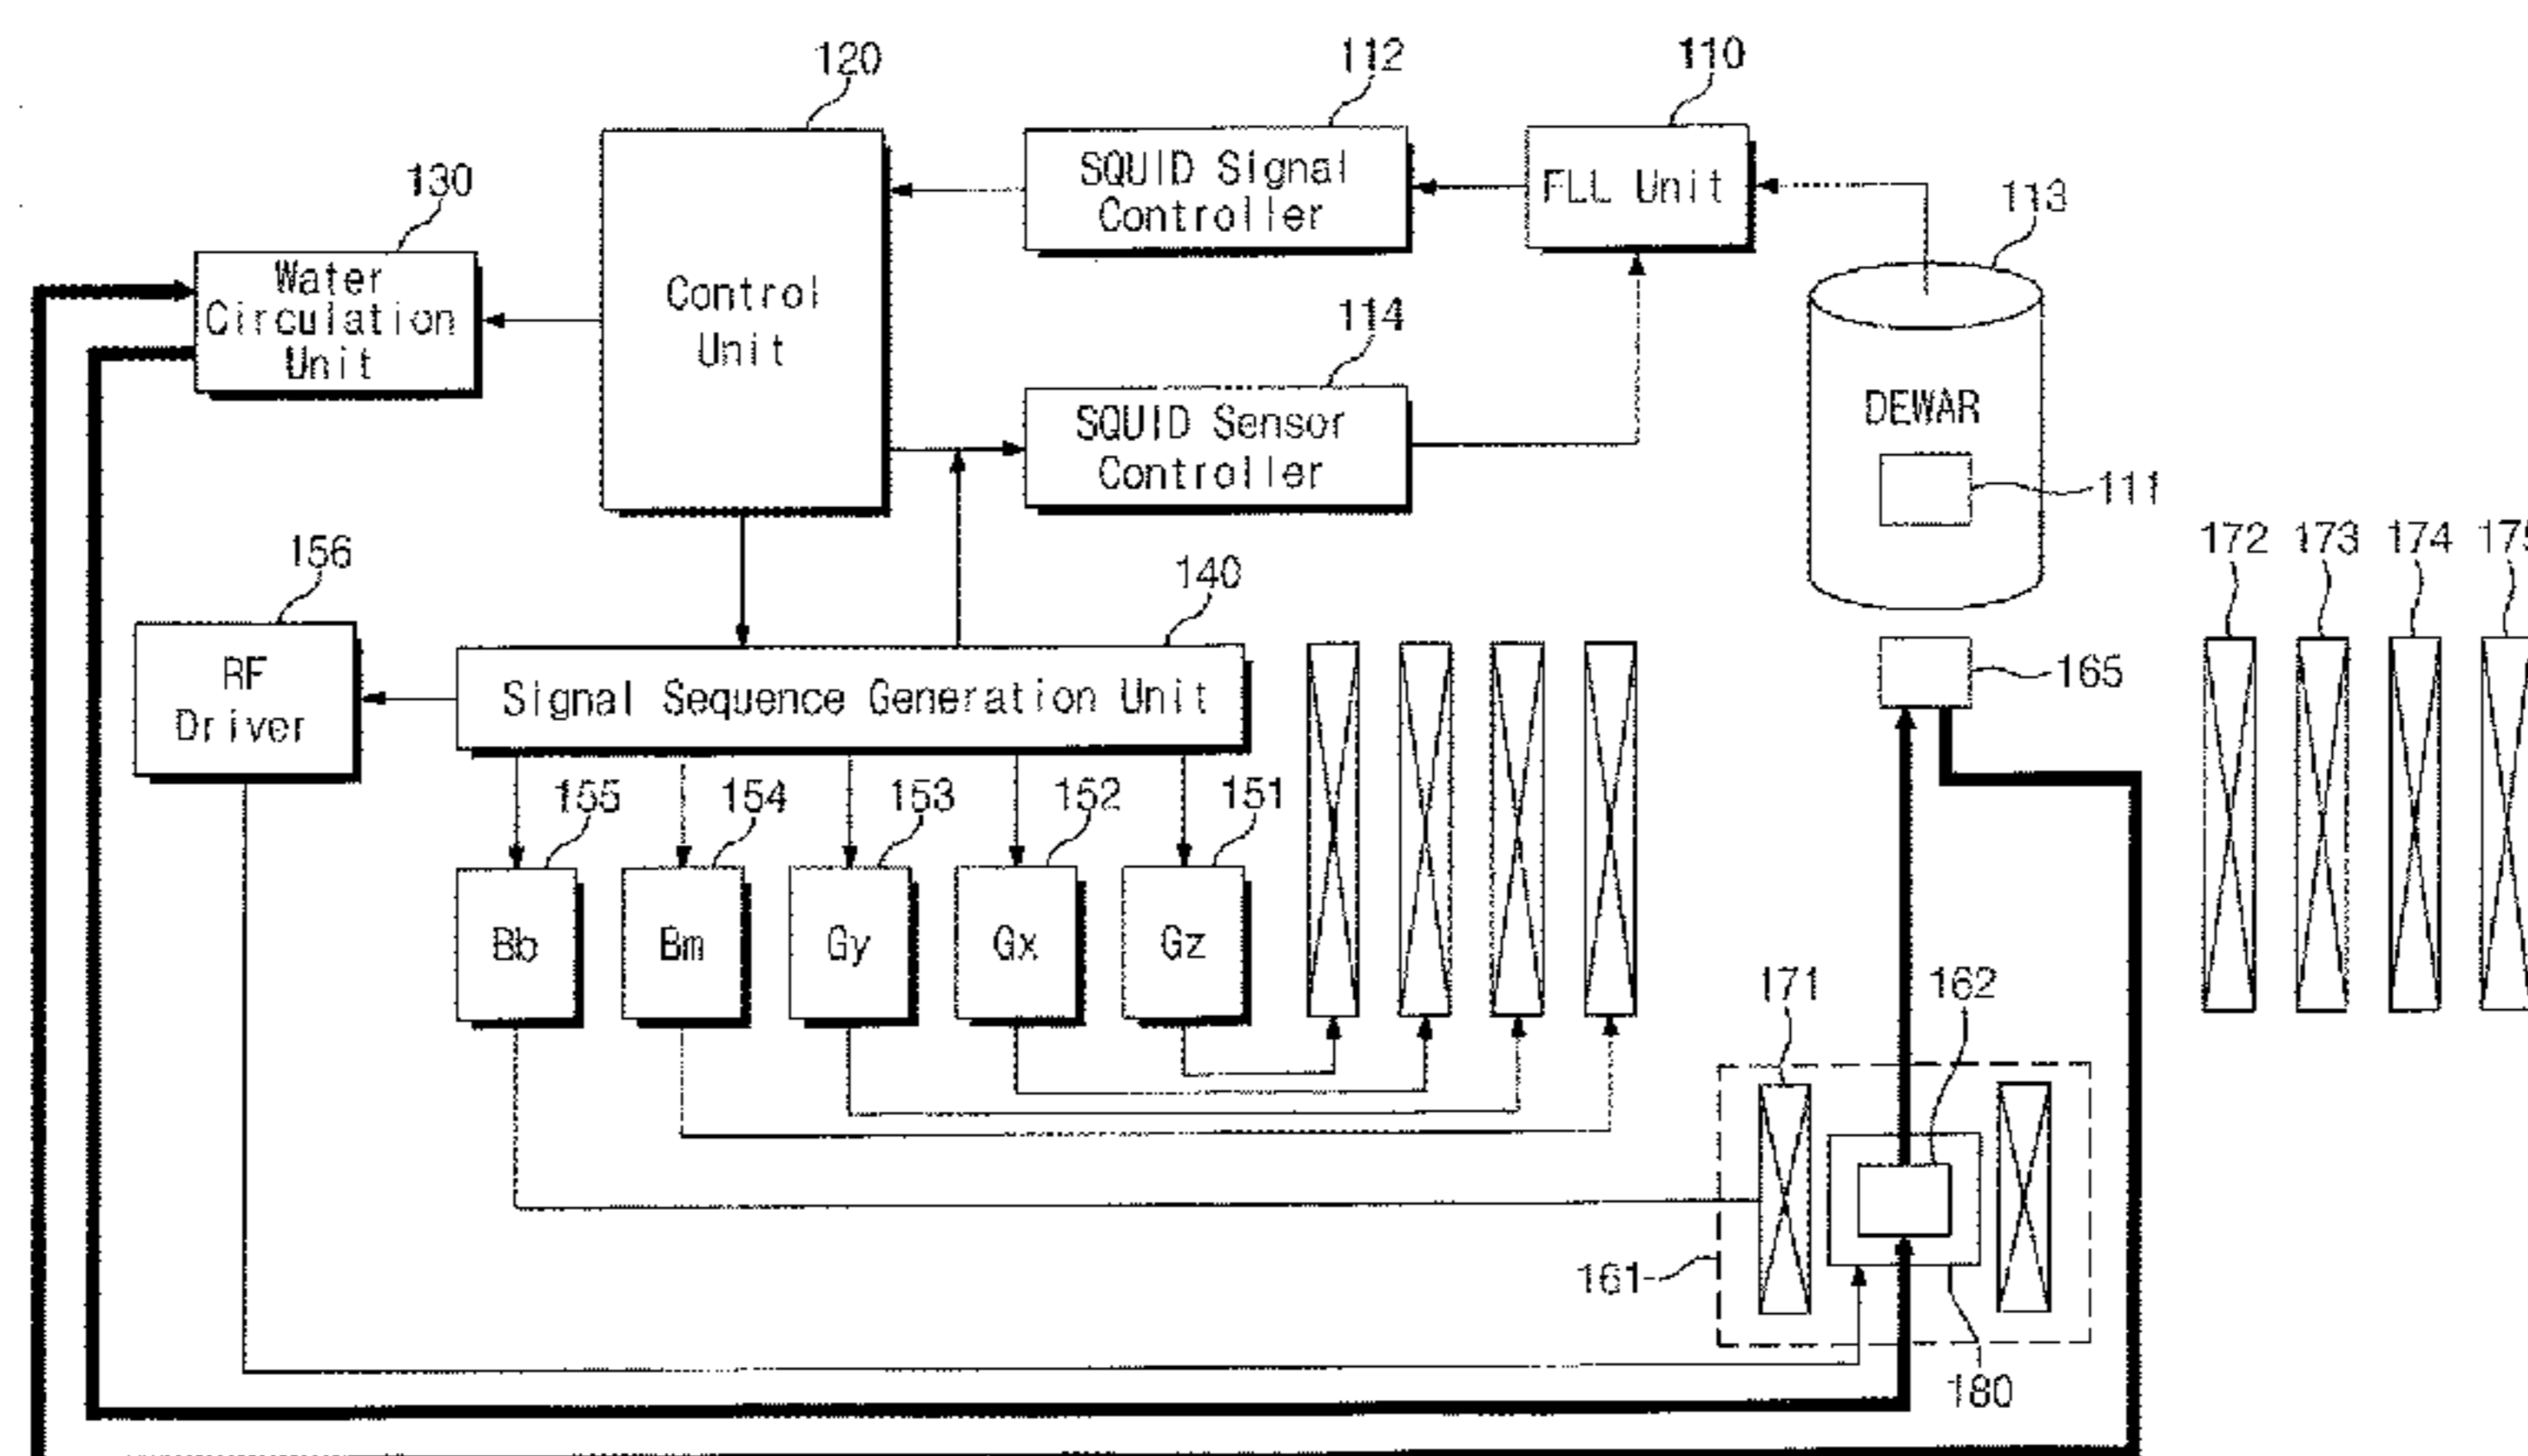 120
112
110
130
113
SQUID Signal
Controller
FLL Unit
Water
Circulation
Unit
Control
Unit
114
SQUID Sensor
Controller
DEWAR
111
156
140
172 173 174 175
RF
Driver
Signal Sequence Generation Unit
165
155 154 153 152 151
Bb Bm Gy Gx Gz
171 162
161
180